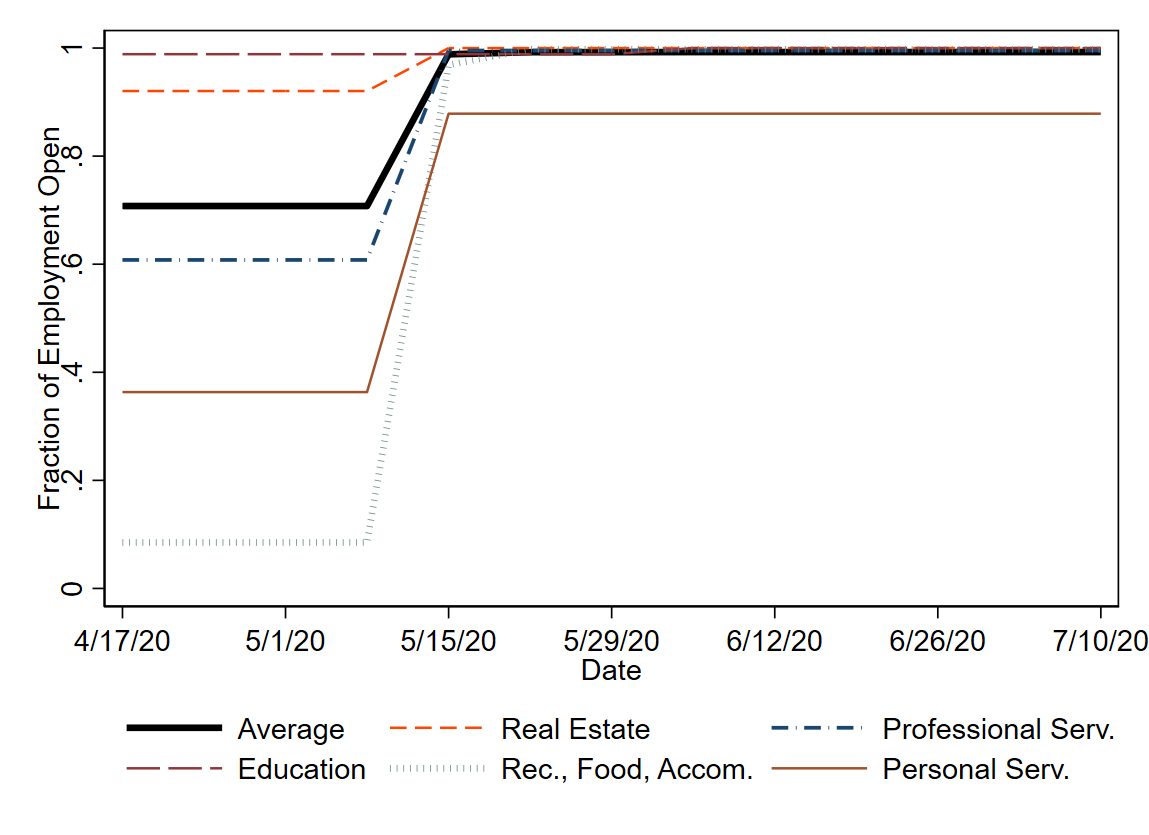 Fraction of Employment Open
1
.8
.6
.4
.2
0
4/17/20 5/1/20 5/15/20 5/29/20 6/12/20 6/26/20 7/10/20
Date
Average Real Estate Professional Serv.
Education Rec., Food, Accom. Personal Serv.